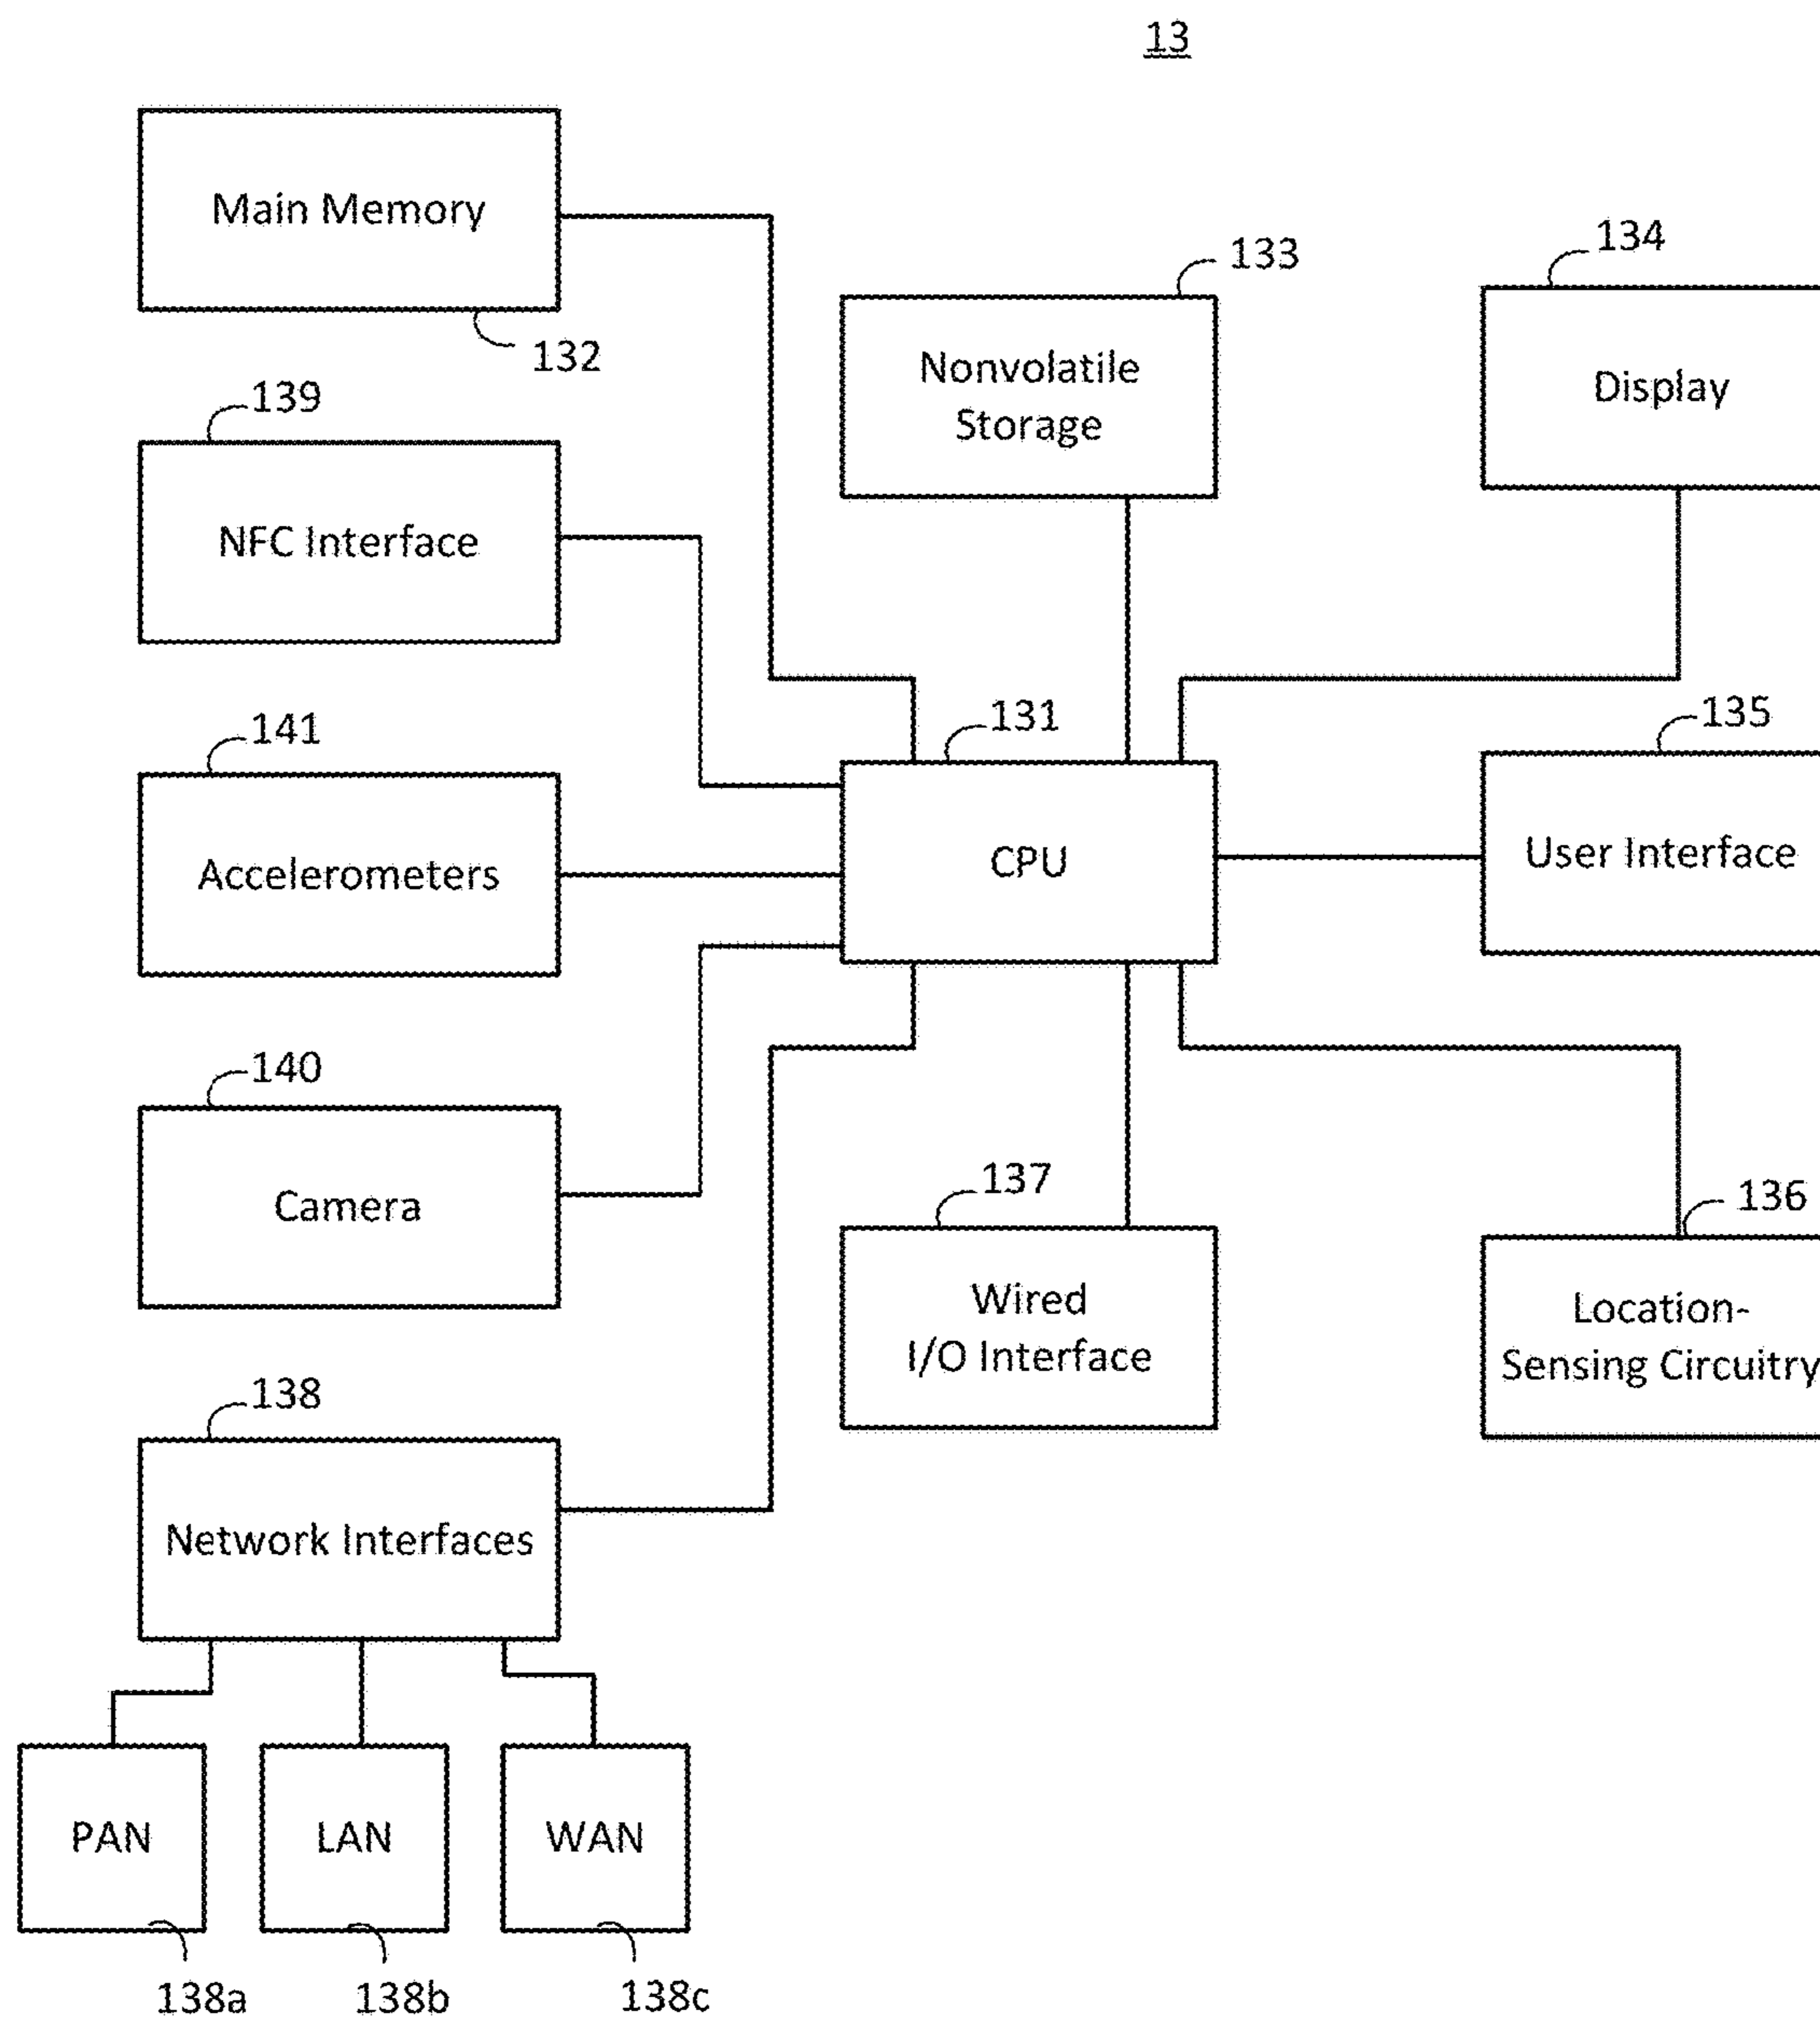 13
Main Memory
132
133
Nonvolatile
Storage
134
Display
139
NFC Interface
141
Accelerometers
131
CPU
135
User Interface
140
Camera
137
Wired
I/O Interface
136
Location-
Sensing Circuitry
138
Network Interfaces
PAN
LAN
WAN
138a
138b
138c